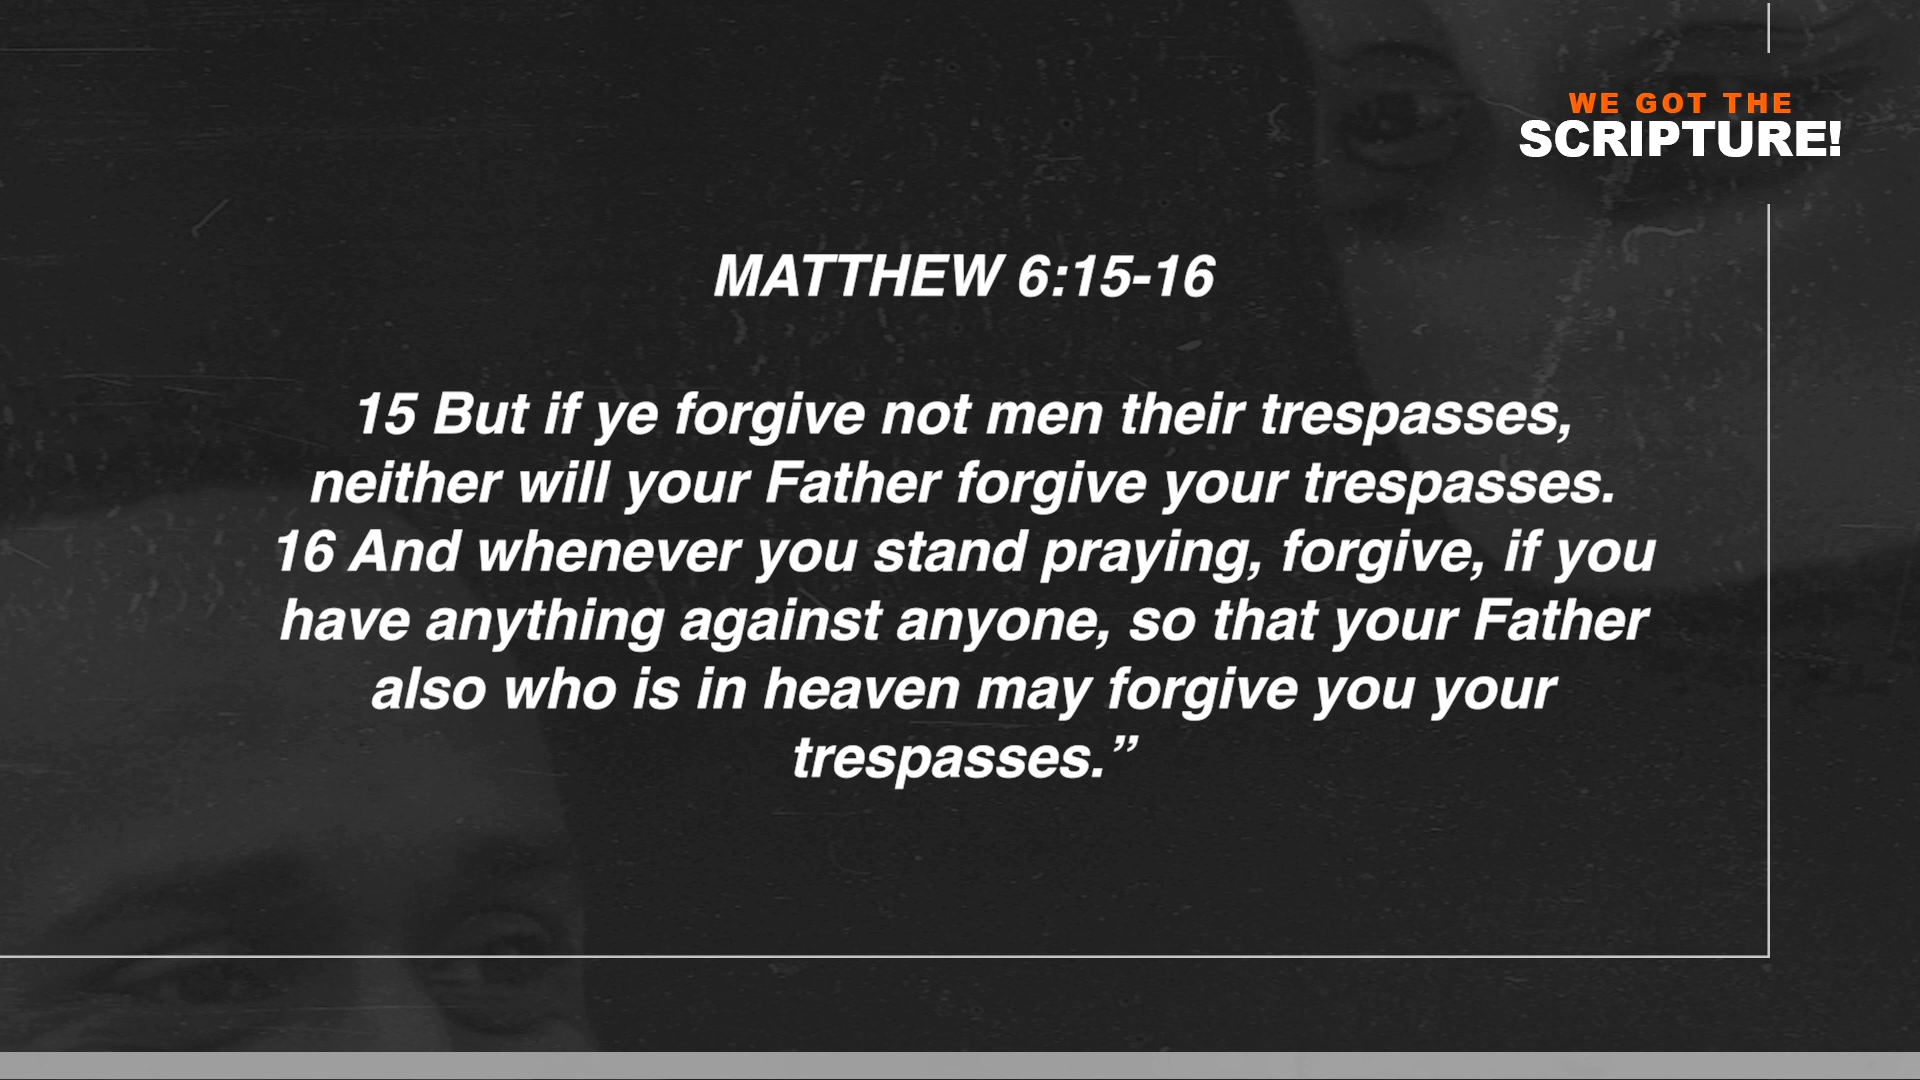 WE GOT THE
SCRIPTURE!
MATTHEW 6:15-16
15 But if ye forgive not men their trespasses,
neither will your Father forgive your trespasses.
16 And whenever you stand praying, forgive, if you
have anything against anyone, so that your Father
also who is in heaven may forgive you your
trespasses.”